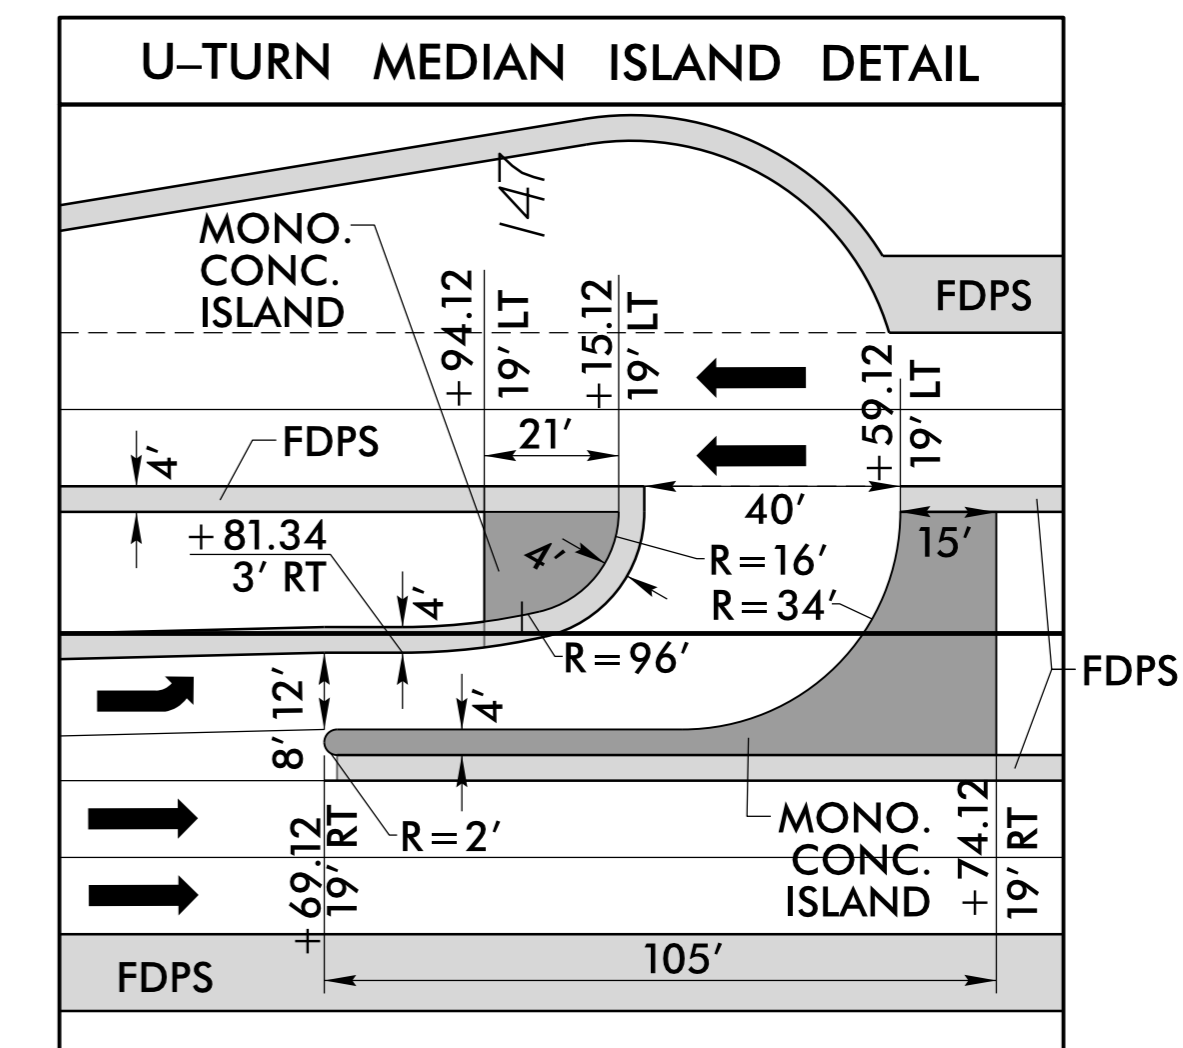 U–TURN MEDIAN ISLAND DETAIL
147
MONO.
CONC.
ISLAND
FDPS
+94.12
19' LT
+15.12
19' LT
+59.12
19' LT
21'
FDPS
4'
40'
15'
+81.34
3' RT
4'
R=16'
R=34'
4'
R=96'
FDPS
12'
8'
4'
R=2'
+69.12
19' RT
MONO.
CONC.
ISLAND
+74.12
19' RT
105'
FDPS